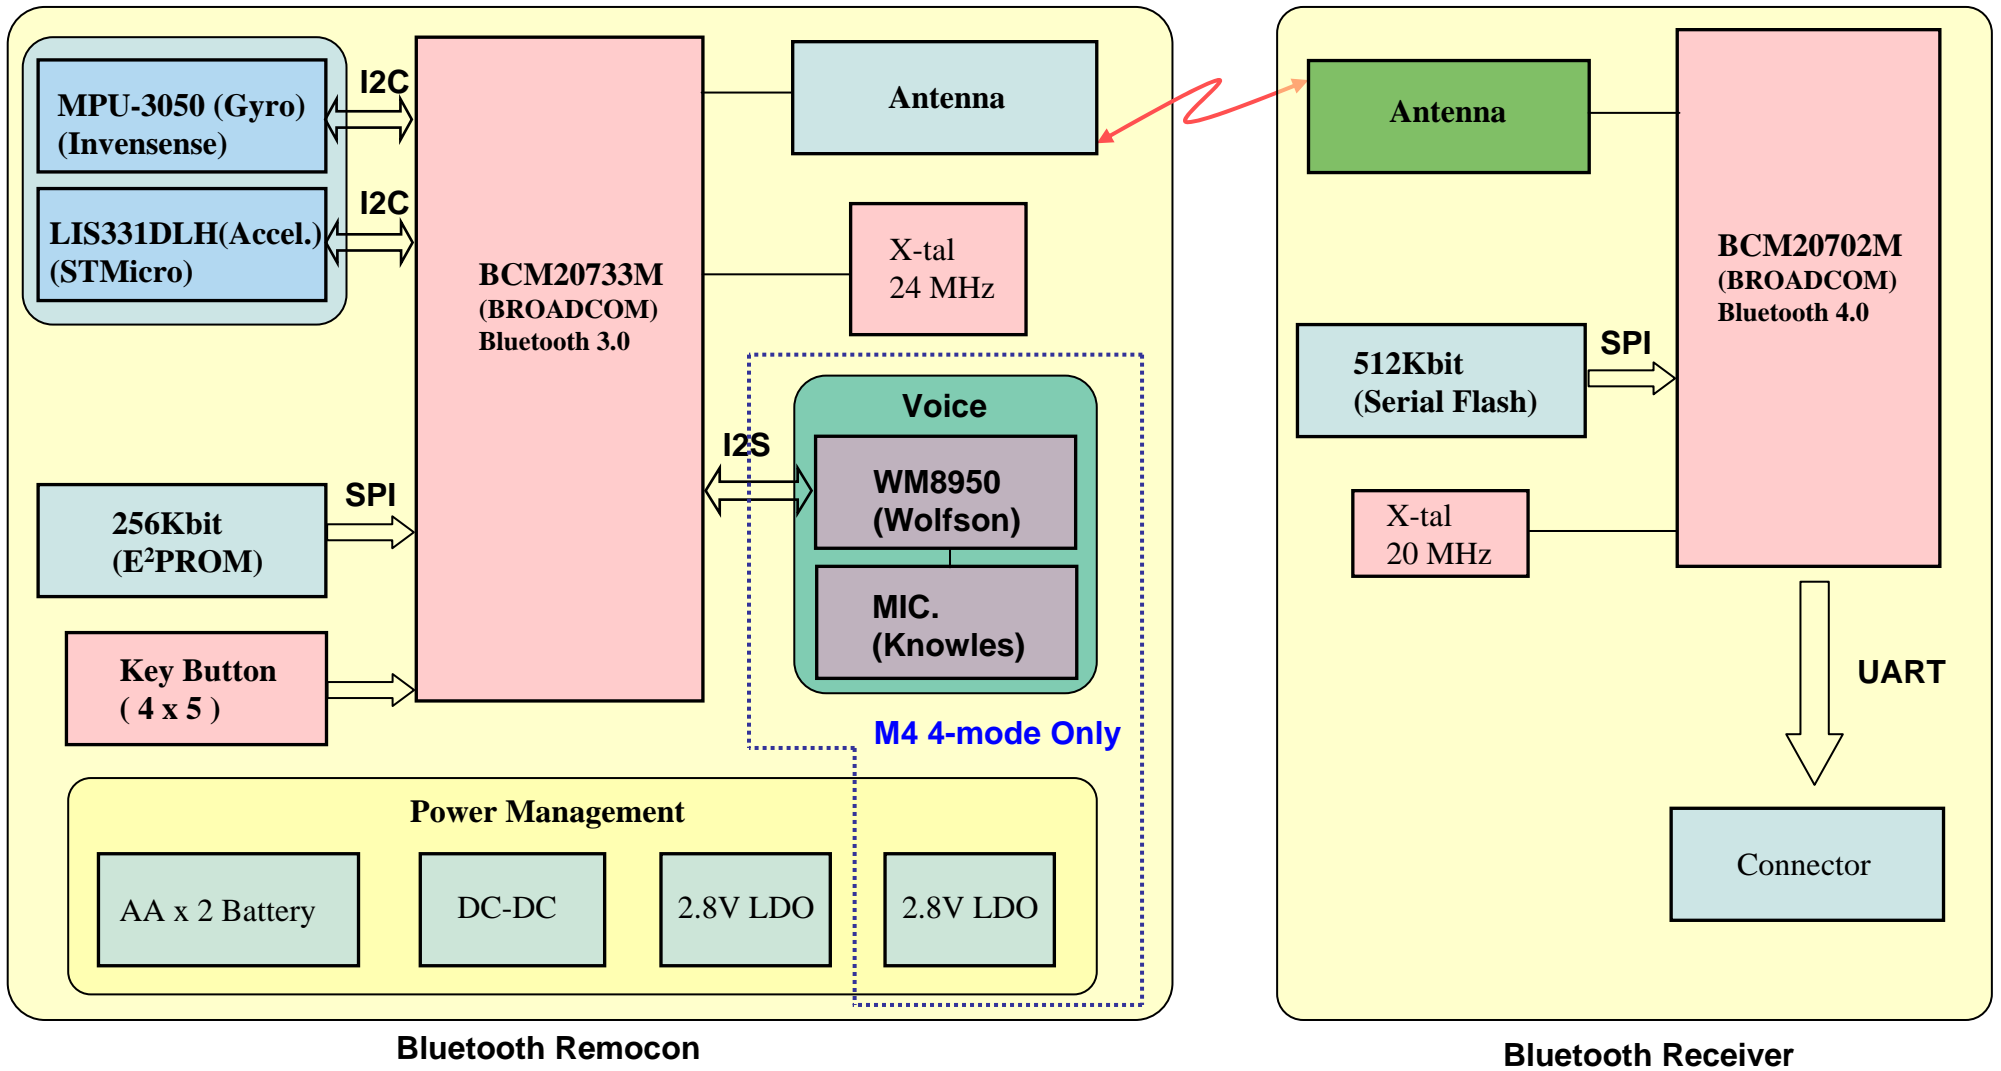 I2C
MPU-3050 (Gyro)
(Invensense)
I2C
LIS331DLH(Accel.)
(STMicro)
BCM20733M
(BROADCOM)
Bluetooth 3.0
Antenna
X-tal
24 MHz
Voice
I2S
WM8950
(Wolfson)
MIC.
(Knowles)
M4 4-mode Only
SPI
256Kbit
(E²PROM)
Key Button
( 4 x 5 )
Power Management
AA x 2 Battery
DC-DC
2.8V LDO
2.8V LDO
Bluetooth Remocon
Antenna
BCM20702M
(BROADCOM)
Bluetooth 4.0
SPI
512Kbit
(Serial Flash)
X-tal
20 MHz
UART
Connector
Bluetooth Receiver